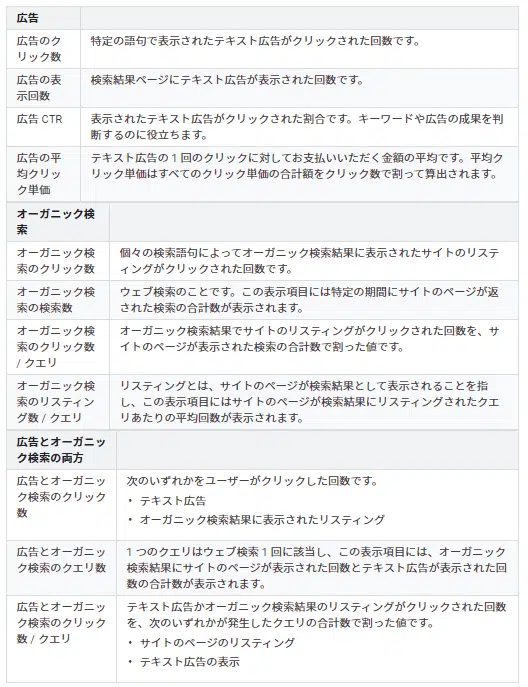 広告
広告のク
リック数
特定の語句で表示されたテキスト広告がクリックされた回数です。
広告の表
示回数
検索結果ページにテキスト広告が表示された回数です。
広告 CTR
表示されたテキスト広告がクリックされた割合です。キーワードや広告の成果を判
断するのに役立ちます。
広告の平
均クリッ
ク単価
テキスト広告の 1 回のクリックに対してお支払いいただく金額の平均です。平均ク
リック単価はすべてのクリック単価の合計額をクリック数で割って算出されます。
オーガニック検
索
オーガニック検
索のクリック数
個々の検索語句によってオーガニック検索結果に表示されたサイトのリステ
ィングがクリックされた回数です。
オーガニック検
索の検索数
ウェブ検索のことです。この表示項目には特定の期間にサイトのページが返
された検索の合計数が表示されます。
オーガニック検
索のクリック数
/ クエリ
オーガニック検索結果でサイトのリスティングがクリックされた回数を、サ
イトのページが表示された検索の合計数で割った値です。
オーガニック検
索のリスティン
グ数 / クエリ
リスティングとは、サイトのページが検索結果として表示されることを指
し、この表示項目にはサイトのページが検索結果にリスティングされたクエ
リあたりの平均回数が表示されます。
広告とオーガニッ
ク検索の両方
広告とオーガニッ
ク検索のクリック
数
次のいずれかをユーザーがクリックした回数です。
• テキスト広告
• オーガニック検索結果に表示されたリスティング
広告とオーガニッ
ク検索のクエリ数
1 つのクエリはウェブ検索 1 回に該当し、この表示項目には、オーガニック
検索結果にサイトのページが表示された回数とテキスト広告が表示された回
数の合計数が表示されます。
広告とオーガニッ
ク検索のクリック
数 / クエリ
テキスト広告かオーガニック検索結果のリスティングがクリックされた回数
を、次のいずれかが発生したクエリの合計数で割った値です。
• サイトのページのリスティング
• テキスト広告の表示